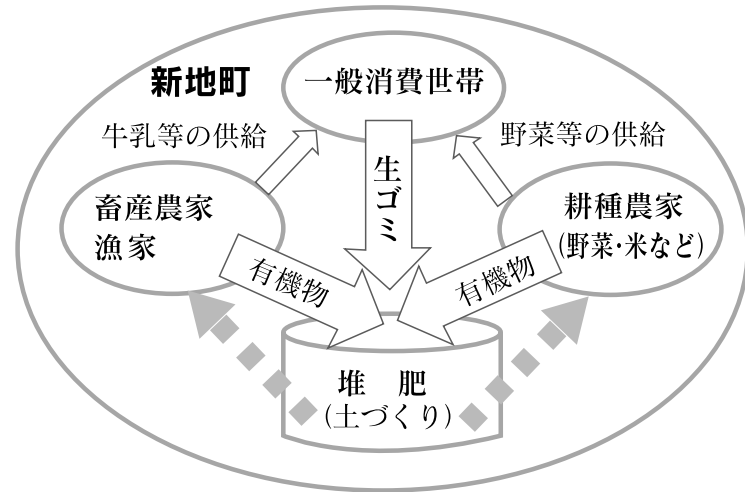 新地町
一般消費世帯
牛乳等の供給
野菜等の供給
生ゴミ
畜産農家
漁家
耕種農家
(野菜・米など)
有機物
有機物
堆 肥
(土づくり)